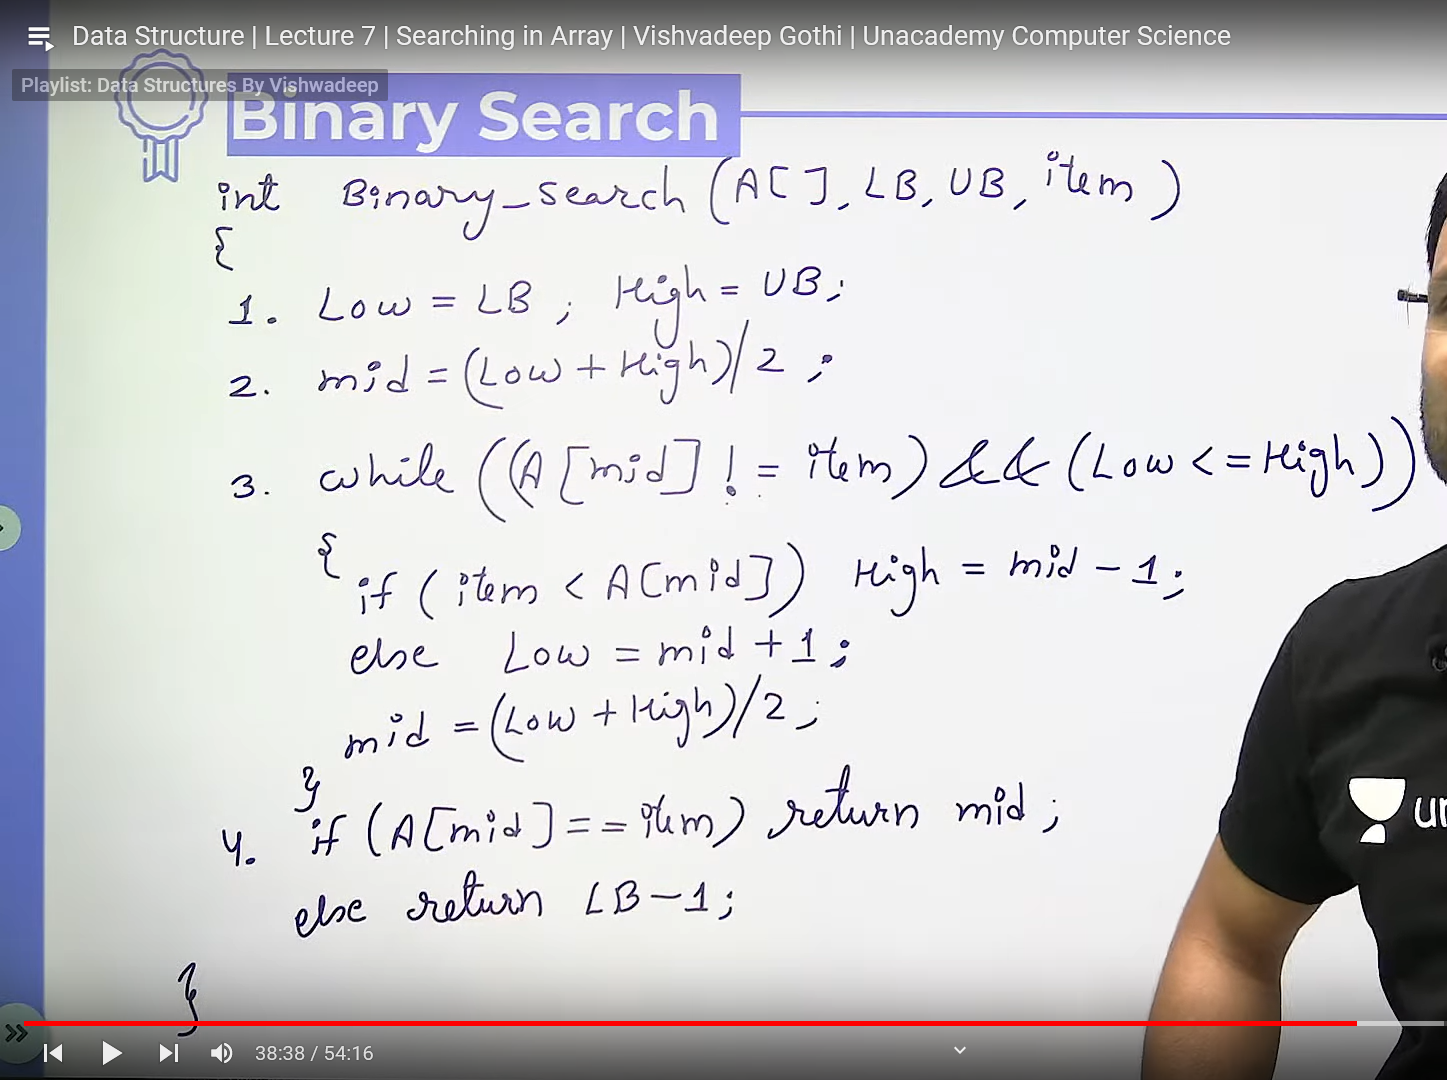 Data Structure | Lecture 7 | Searching in Array | Vishvadeep Gothi | Unacademy Computer Science
Playlist: Data Structures By Vishwadeep
Binary Search
int Binary_search (A[], LB, UB, item)
{
1. Low = LB ; High = UB;
2. mid = (Low + High)/2 ;
3. while ((A[mid] != item) && (Low <= High))
{
if (item < A[mid]) High = mid - 1;
else Low = mid + 1;
mid = (Low + High)/2;
}
4. if (A[mid] == item) return mid;
else return LB-1;
}
un
38:38 / 54:16